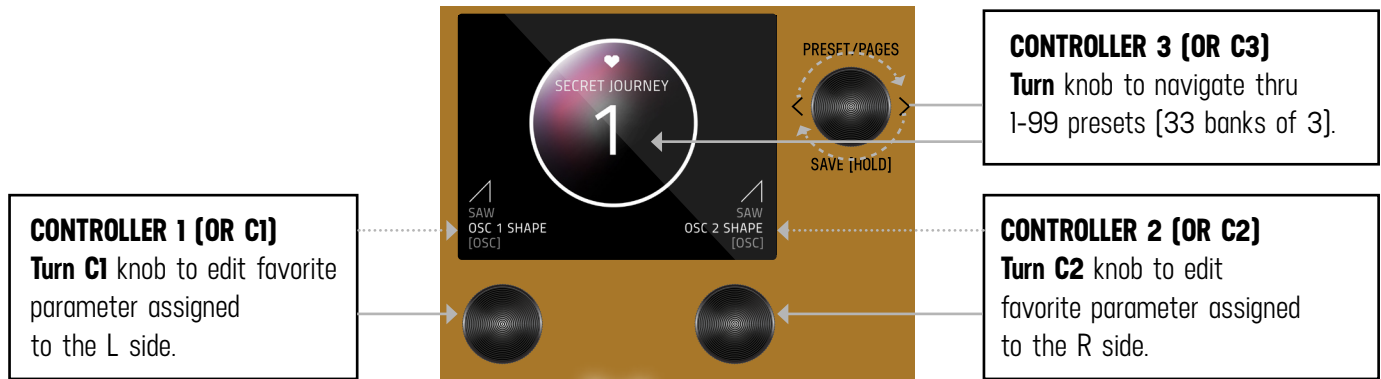 SECRET JOURNEY
1
SAW
OSC 1 SHAPE
[OSC]
SAW
OSC 2 SHAPE
[OSC]
PRESET/PAGES
< >
SAVE [HOLD]
CONTROLLER 3 (OR C3)
Turn knob to navigate thru
1-99 presets (33 banks of 3).
CONTROLLER 1 (OR C1)
Turn C1 knob to edit favorite
parameter assigned
to the L side.
CONTROLLER 2 (OR C2)
Turn C2 knob to edit
favorite parameter assigned
to the R side.